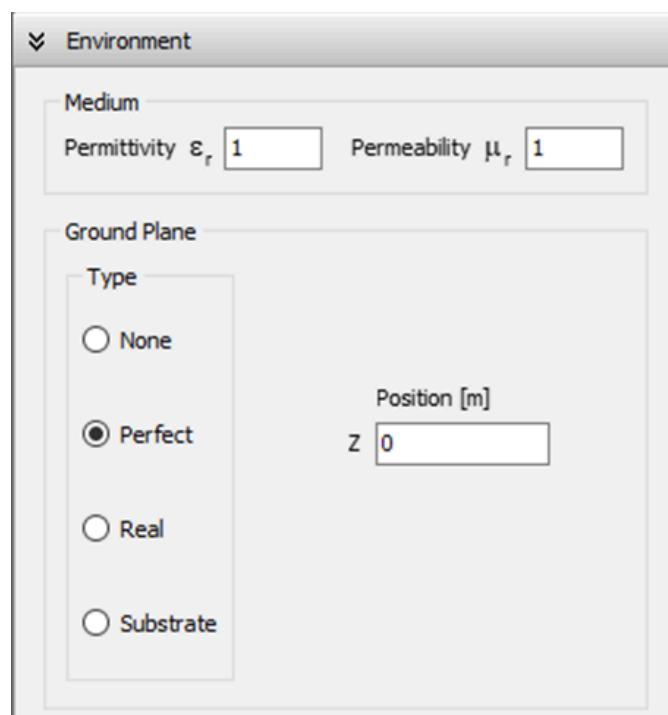 Environment
Medium
Permittivity εr 1 Permeability μr 1
Ground Plane
Type
None
Position [m]
Perfect
Z 0
Real
Substrate